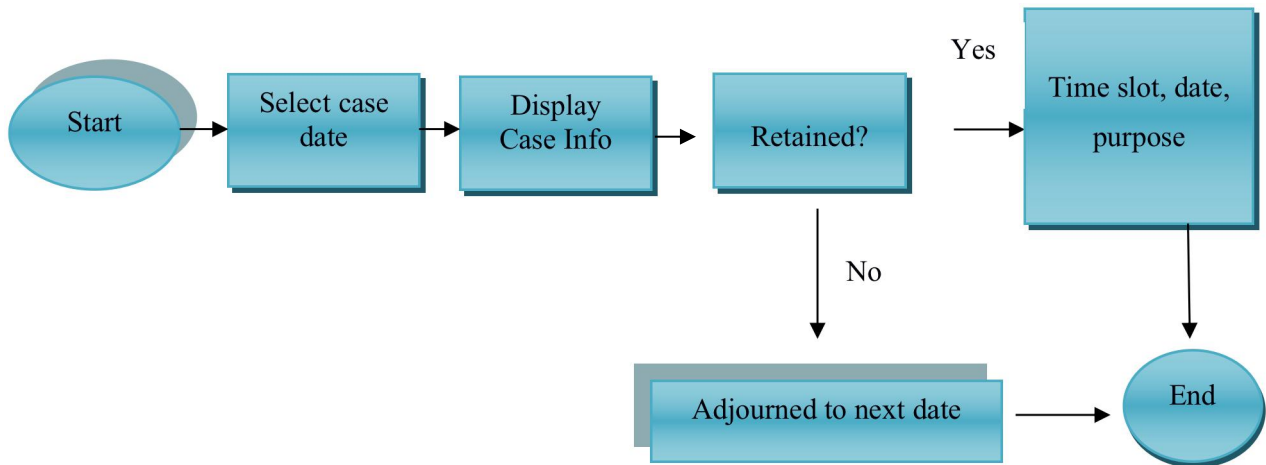 Start
Select case
date
Display
Case Info
Retained?
Yes
Time slot, date,
purpose
No
Adjourned to next date
End